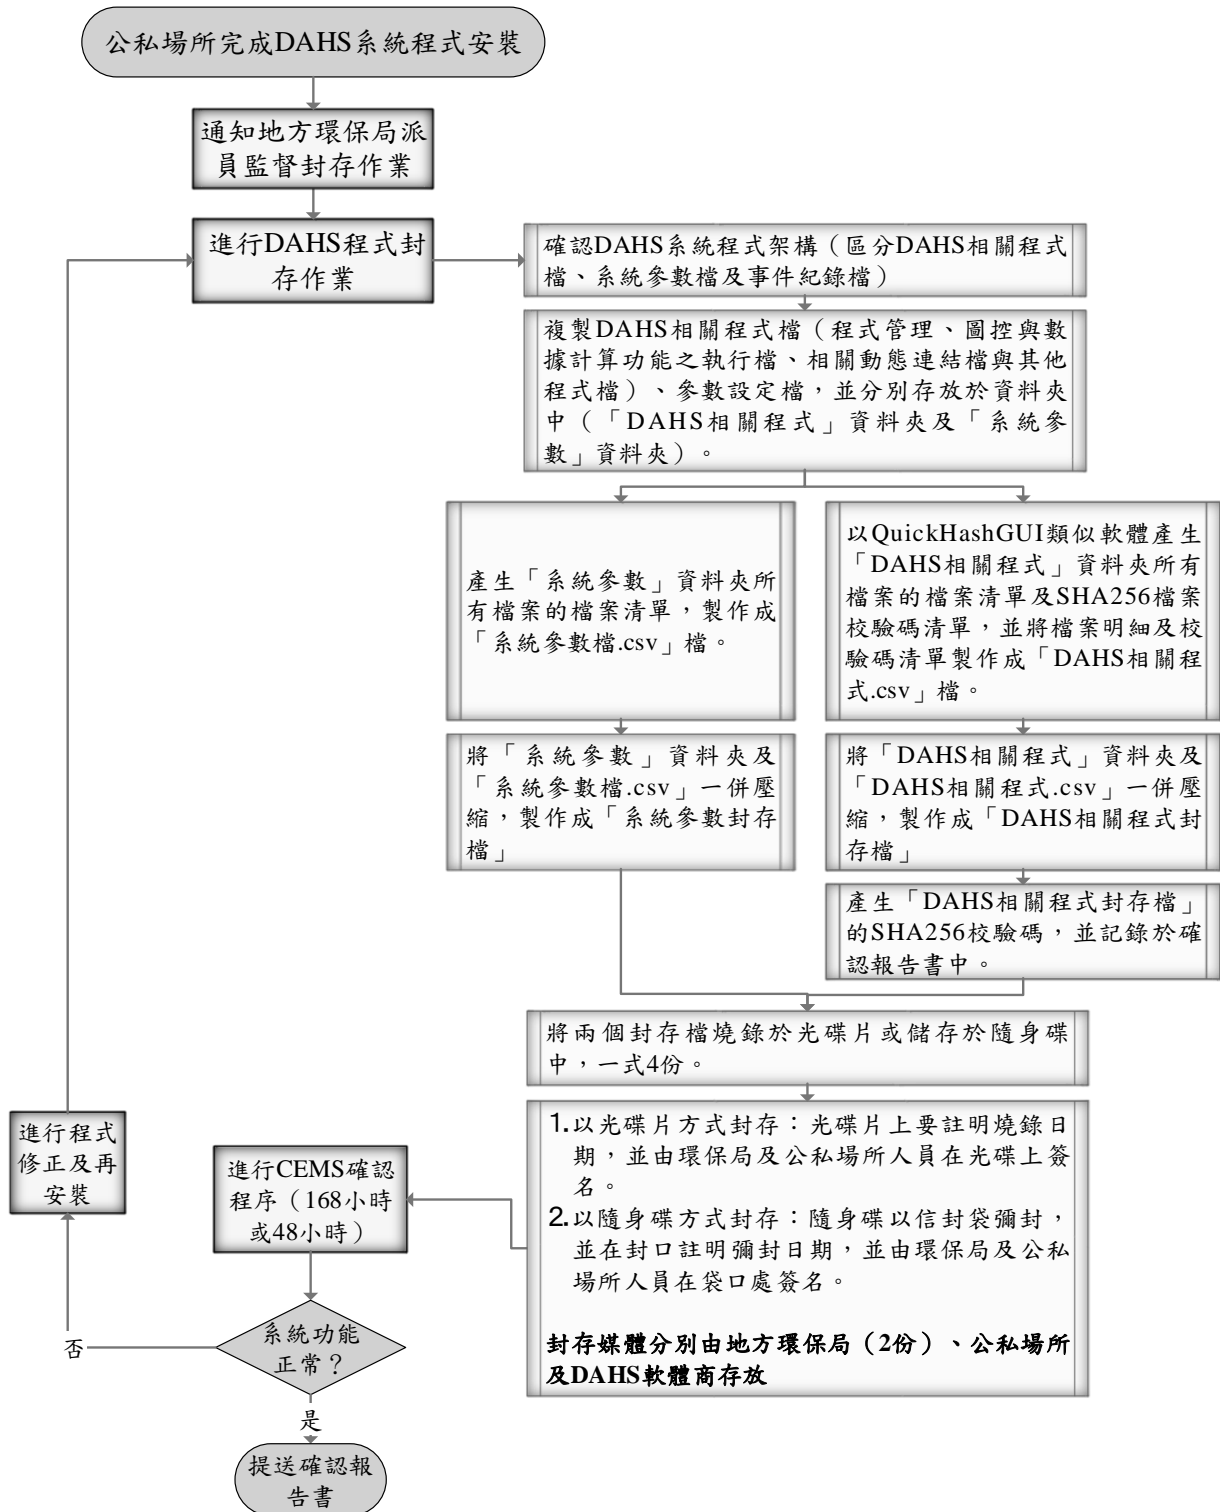 公私場所完成DAHS系統程式安裝
通知地方環保局派
員監督封存作業
進行DAHS程式封
存作業
確認DAHS系統程式架構（區分DAHS相關程式
檔、系統參數檔及事件紀錄檔）
複製DAHS相關程式檔（程式管理、圖控與數
據計算功能之執行檔、相關動態連結檔與其他
程式檔）、參數設定檔，並分別存放於資料夾
中（「DAHS相關程式」資料夾及「系統參
數」資料夾）。
產生「系統參數」資料夾所
有檔案的檔案清單，製作成
「系統參數檔.csv」檔。
以QuickHashGUI類似軟體產生
「DAHS相關程式」資料夾所有
檔案的檔案清單及SHA256檔案
校驗碼清單，並將檔案明細及校
驗碼清單製作成「DAHS相關程
式.csv」檔。
將「系統參數」資料夾及
「系統參數檔.csv」一併壓
縮，製作成「系統參數封存
檔」
將「DAHS相關程式」資料夾及
「DAHS相關程式.csv」一併壓
縮，製作成「DAHS相關程式封
存檔」
產生「DAHS相關程式封存檔」
的SHA256校驗碼，並記錄於確
認報告書中。
將兩個封存檔燒錄於光碟片或儲存於隨身碟
中，一式4份。
1.以光碟片方式封存：光碟片上要註明燒錄日
期，並由環保局及公私場所人員在光碟上簽
名。
2.以隨身碟方式封存：隨身碟以信封袋彌封，
並在封口註明彌封日期，並由環保局及公私
場所人員在袋口處簽名。
封存媒體分別由地方環保局（2份）、公私場所
及DAHS軟體商存放
進行CEMS確認
程序（168小時
或48小時）
進行程式
修正及再
安裝
系統功能
正常？
否
是
提送確認報
告書